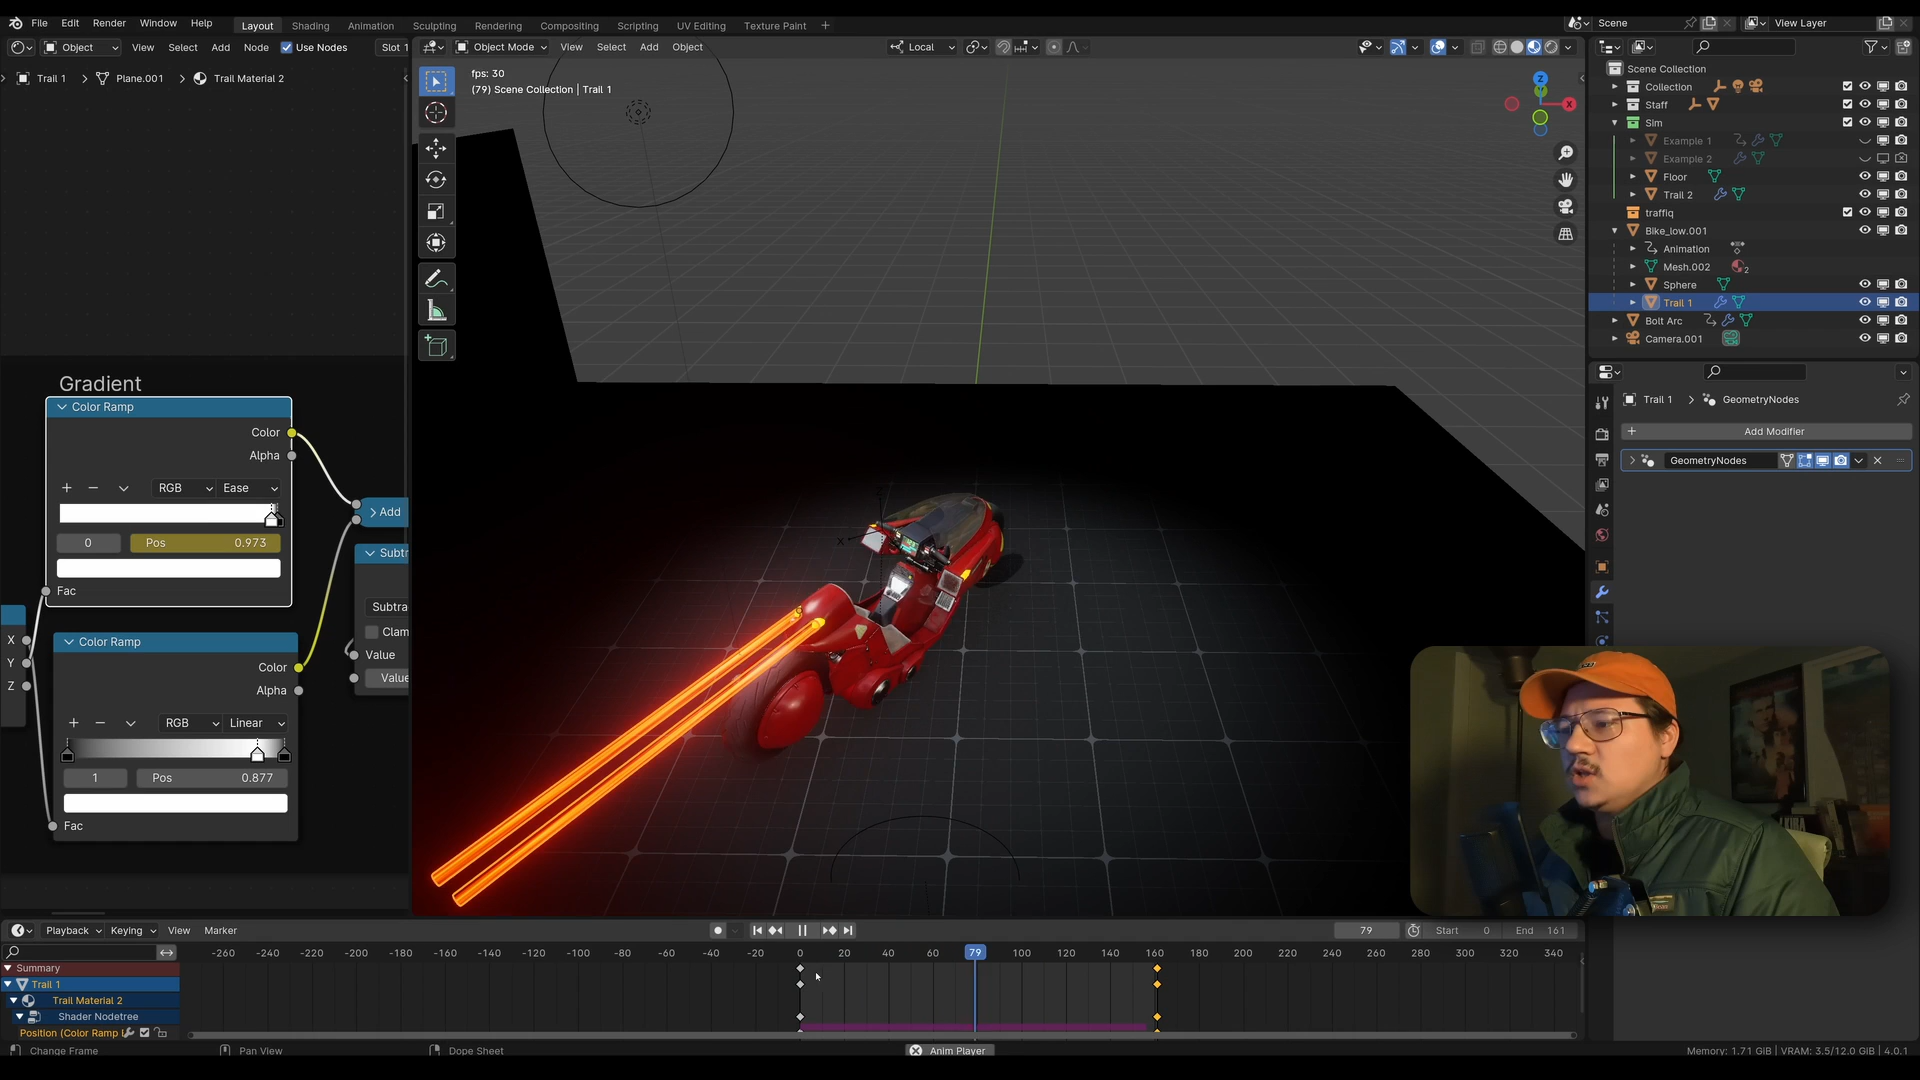 File Edit Render Window Help Layout Shading Animation Sculpting Rendering Compositing Scripting UV Editing Texture Paint + Scene View Layer
Object View Select Add Node Use Nodes Slot 1
Object Mode View Select Add Object Local
Trail 1 > Plane.001 > Trail Material 2
fps: 30
(79) Scene Collection | Trail 1
Z
X
Scene Collection
Collection
Staff
Sim
Example 1
Example 2
Floor
Trail 2
traffiq
Bike_low.001
Animation
Mesh.002 2
Sphere
Trail 1
Bolt Arc
Camera.001
Trail 1 > GeometryNodes
+ Add Modifier
GeometryNodes
Gradient
Color Ramp
Color
Alpha
RGB Ease
0 Pos 0.973
Fac
Add
Subtr
Subtra
Clam
Value
Value
X
Y
Z
Color Ramp
Color
Alpha
RGB Linear
1 Pos 0.877
Fac
Playback Keying View Marker 79 Start 0 End 161
-260 -240 -220 -200 -180 -160 -140 -120 -100 -80 -60 -40 -20 0 20 40 60 79 100 120 140 160 180 200 220 240 260 280 300 320 340
Summary
Trail 1
Trail Material 2
Shader Nodetree
Position (Color Ramp
Change Frame Pan View Dope Sheet Anim Player Memory: 1.71 GiB | VRAM: 3.5/12.0 GiB | 4.0.1